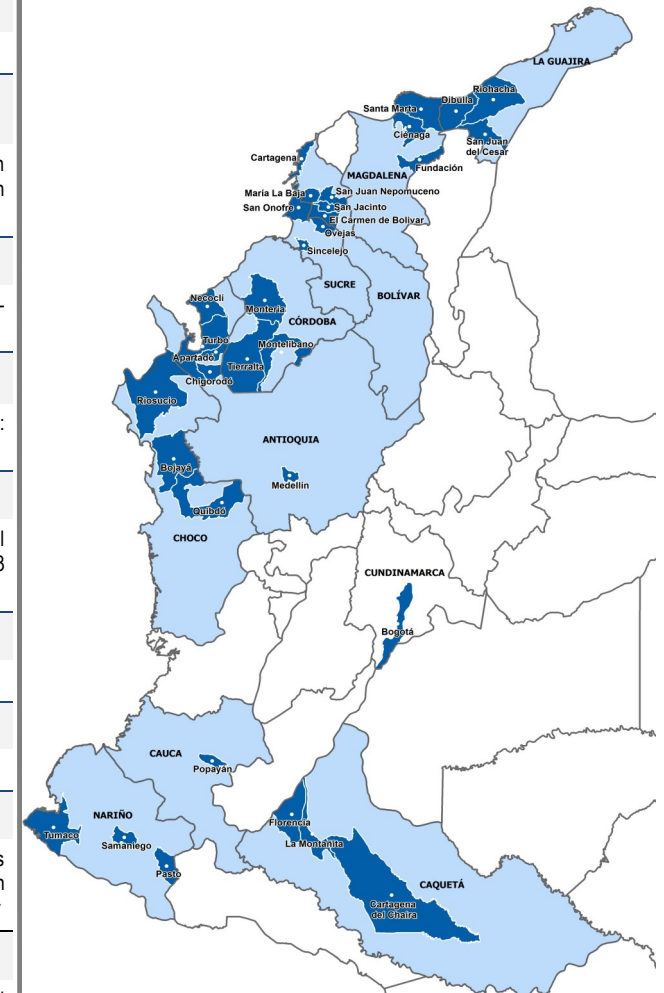 LA GUAJIRA
Riohacha
Dibulla
Santa Marta
Ciénaga
San Juan
del Cesar
Fundación
Cartagena
MAGDALENA
María La Baja
San Juan Nepomuceno
San Onofre
San Jacinto
El Carmen de Bolivar
Ovejas
Sincelejo
SUCRE
BOLÍVAR
Necoclí
Montería
CÓRDOBA
Turbo
Montelibano
Apartadó
Tierralta
Chigorodó
Riosucio
ANTIOQUIA
Bojayá
Medellín
Quibdó
CHOCO
CUNDINAMARCA
Bogotá
CAUCA
Popayán
NARIÑO
Florencia
Tumaco
Samaniego
La Montañita
Pasto
CAQUETÁ
Cartagena
del Chaira